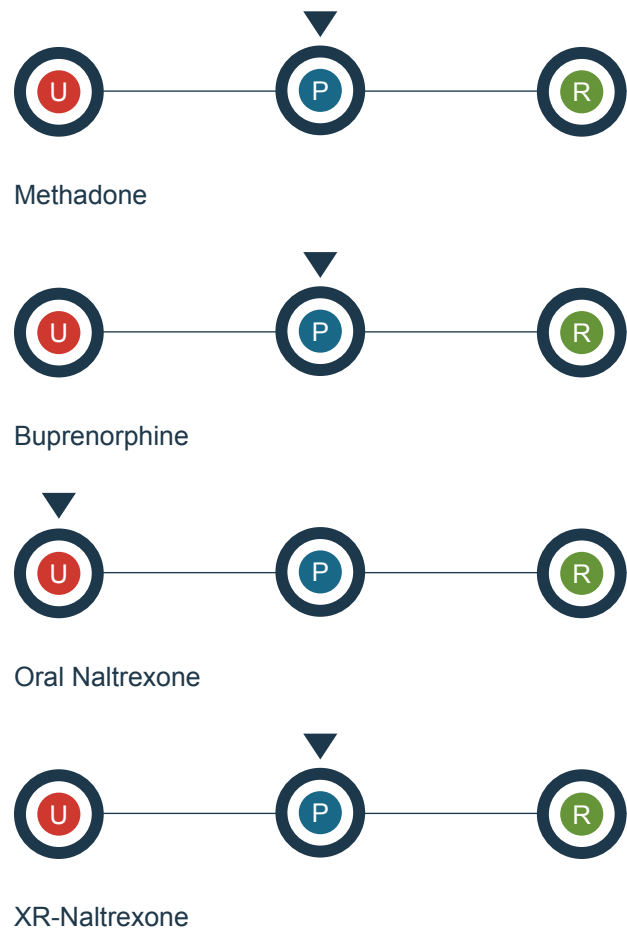 U P R
Methadone
U P R
Buprenorphine
U P R
Oral Naltrexone
U P R
XR-Naltrexone